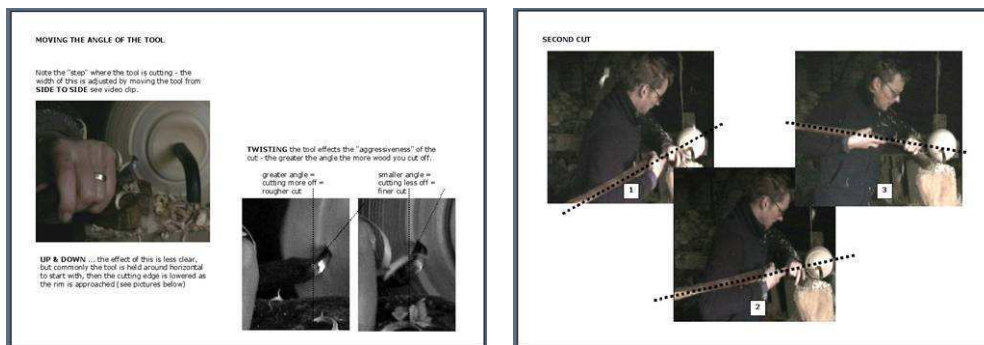 MOVING THE ANGLE OF THE TOOL
Note the "step" where the tool is cutting - the
width of this is adjusted by moving the tool from
SIDE TO SIDE see video clip.
TWISTING the tool effects the "aggressiveness" of the
cut - the greater the angle the more wood you cut off.
greater angle =
cutting more off =
rougher cut
smaller angle =
cutting less off =
finer cut
UP & DOWN ... the effect of this is less clear,
but commonly the tool is held around horizontal
to start with, then the cutting edge is lowered as
the rim is approached (see pictures below)
SECOND CUT
1
3
2